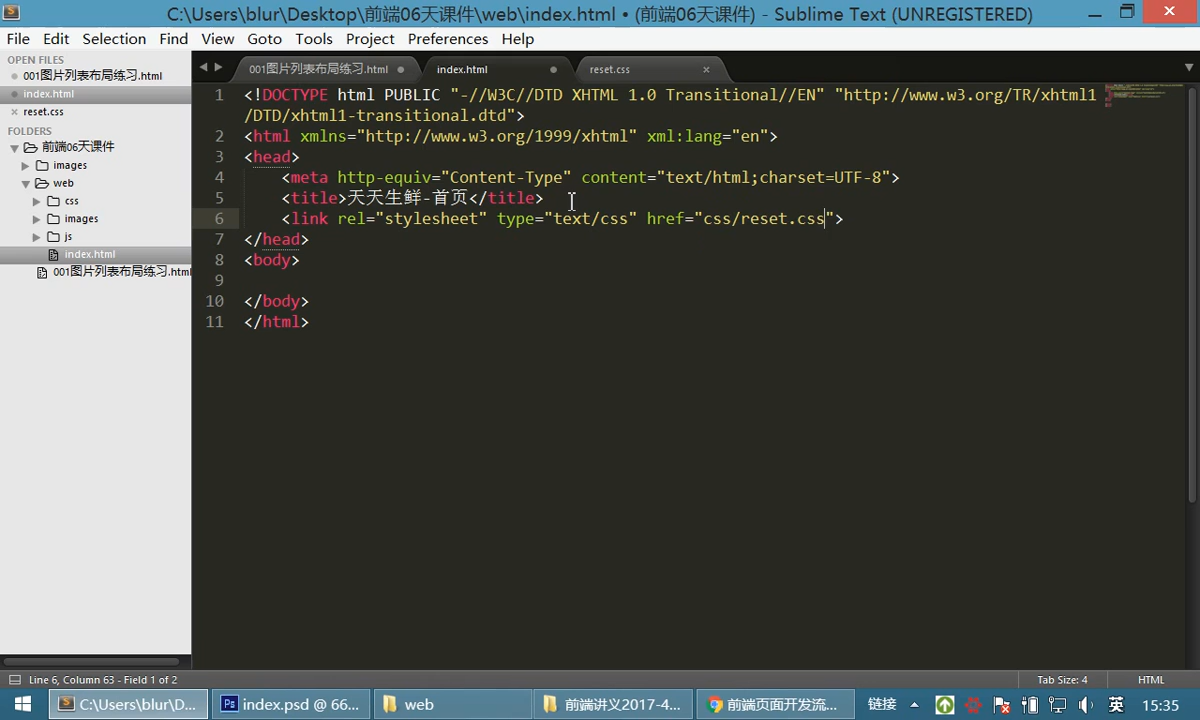 C:\Users\blur\Desktop\前端06天课件\web\index.html • (前端06天课件) - Sublime Text (UNREGISTERED)
File Edit Selection Find View Goto Tools Project Preferences Help
OPEN FILES
001图片列表布局练习.html
index.html
reset.css
FOLDERS
前端06天课件
images
web
css
images
js
index.html
001图片列表布局练习.html
001图片列表布局练习.html index.html reset.css
1 <!DOCTYPE html PUBLIC "-//W3C//DTD XHTML 1.0 Transitional//EN" "http://www.w3.org/TR/xhtml1
/DTD/xhtml1-transitional.dtd">
2 <html xmlns="http://www.w3.org/1999/xhtml" xml:lang="en">
3 <head>
4 <meta http-equiv="Content-Type" content="text/html;charset=UTF-8">
5 <title>天天生鲜-首页</title>
6 <link rel="stylesheet" type="text/css" href="css/reset.css">
7 </head>
8 <body>
9
10 </body>
11 </html>
Line 6, Column 63 - Field 1 of 2 Tab Size: 4 HTML
C:\Users\blur\D... index.psd @ 66... web 前端讲义2017-4... 前端页面开发流... 链接 英 15:35